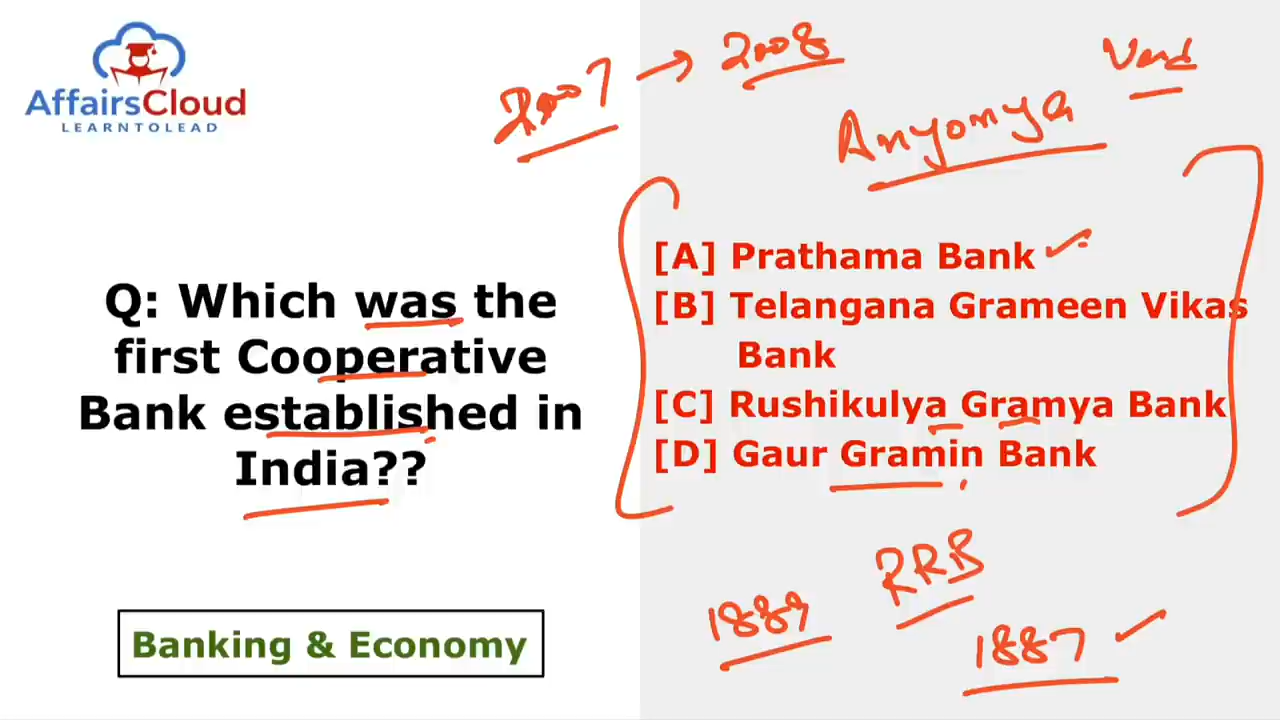 AffairsCloud
LEARNTOLEAD
2007 → 2008
Anyonya
Q: Which was the
first Cooperative
Bank established in
India??
[A] Prathama Bank
[B] Telangana Grameen Vikas
Bank
[C] Rushikulya Gramya Bank
[D] Gaur Gramin Bank
RRB
1889
1887
Banking & Economy